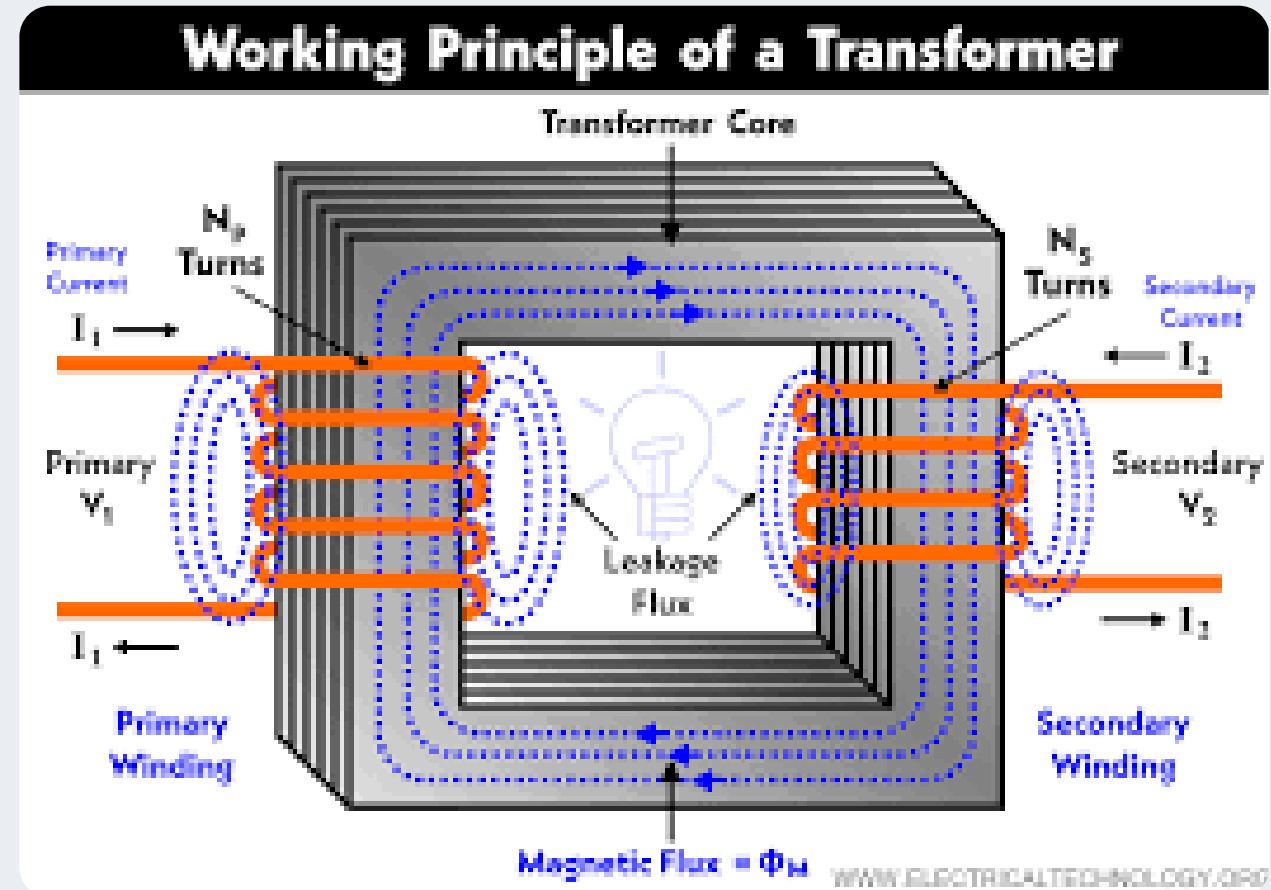 Working Principle of a Transformer
Transformer Core
Nₚ
Turns
Primary
Current
I₁
Primary
V₁
I₁
Primary
Winding
Leakage
Flux
Nₛ
Turns
Secondary
Current
I₂
Secondary
V₂
I₂
Secondary
Winding
Magnetic Flux = Φᴍ
WWW.ELECTRICALTECHNOLOGY.ORG